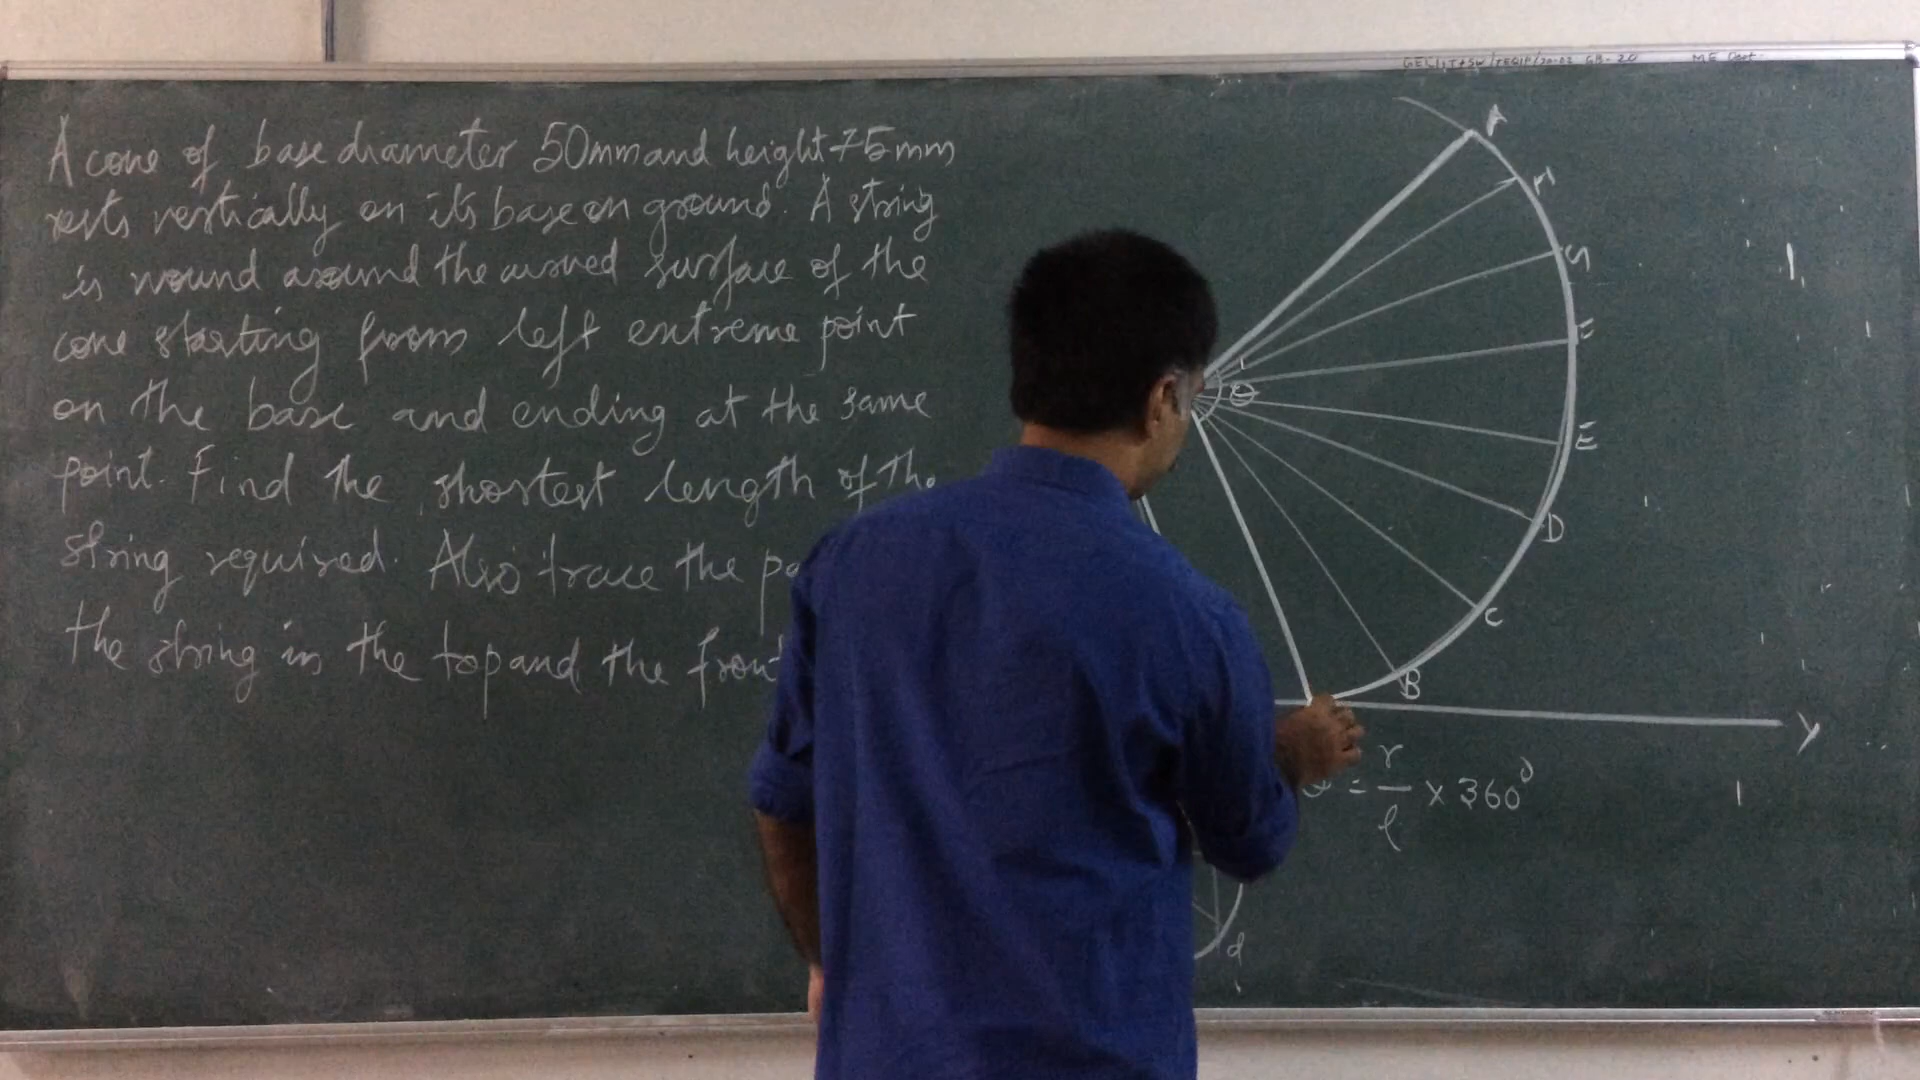 A cone of base diameter 50mm and height 75mm
rests vertically on its base on ground. A string
is wound around the curved surface of the
cone starting from left extreme point
on the base and ending at the same
point. Find the shortest length of the
string required. Also trace the
the string in the top and the front
A
H
G
F
θ
E
D
C
B
Y
θ = r/l × 360°
d